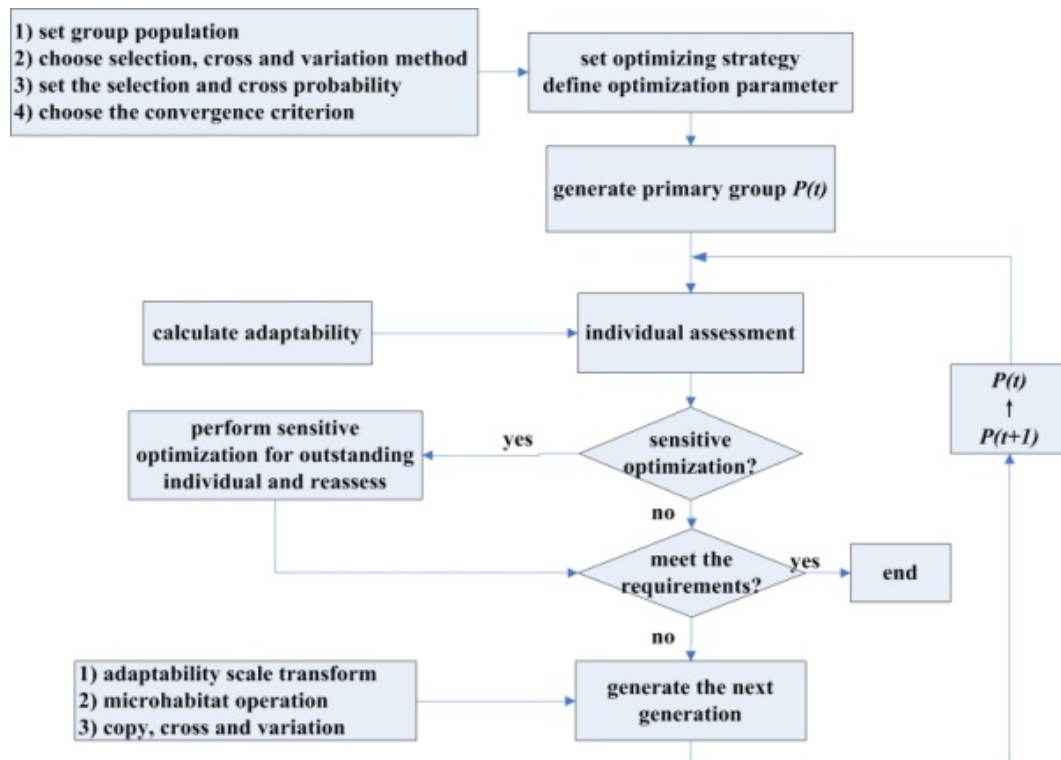 1) set group population
2) choose selection, cross and variation method
3) set the selection and cross probability
4) choose the convergence criterion
set optimizing strategy
define optimization parameter
generate primary group P(t)
calculate adaptability
individual assessment
P(t)
↑
P(t+1)
perform sensitive
optimization for outstanding
individual and reassess
yes
sensitive
optimization?
no
meet the
requirements?
yes
end
no
1) adaptability scale transform
2) microhabitat operation
3) copy, cross and variation
generate the next
generation